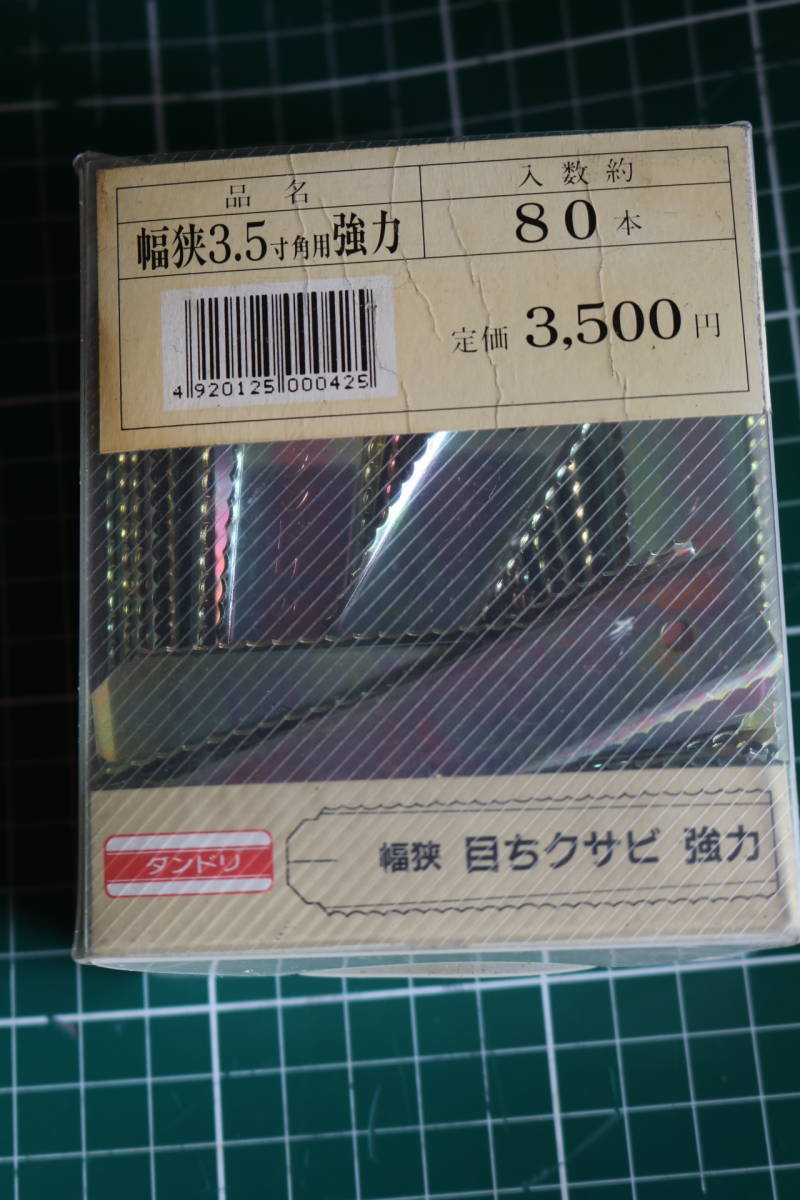 品名
入数約
幅狭3.5寸角用強力
80本
定価 3,500円
4920125000425
タンドリ
幅狭 目ちクサビ 強力